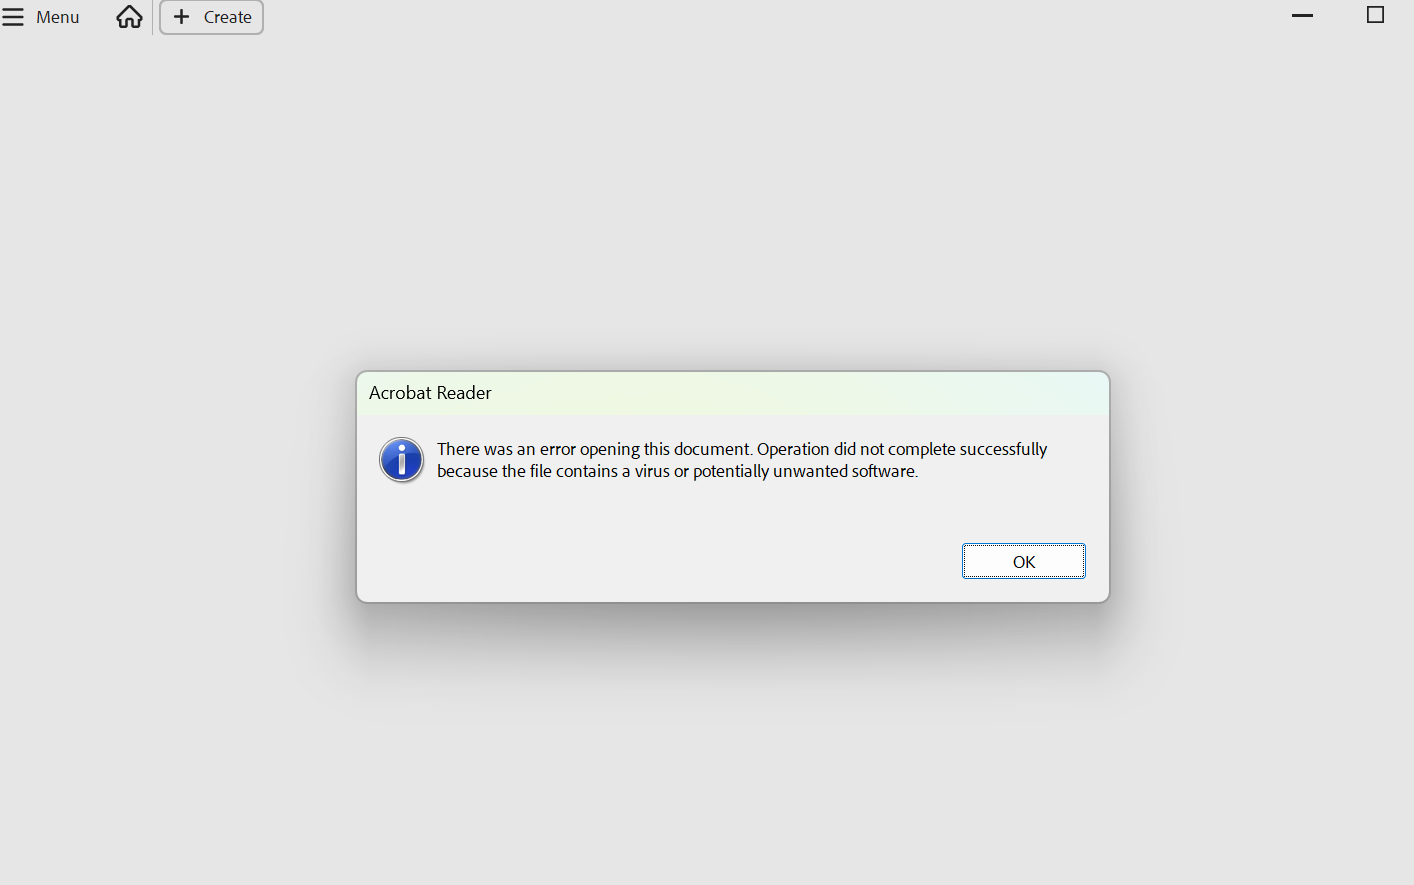 Menu
Create
Acrobat Reader
There was an error opening this document. Operation did not complete successfully
because the file contains a virus or potentially unwanted software.
OK